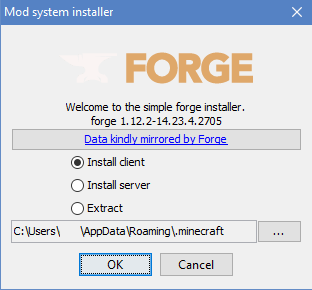 Mod system installer
FORGE
Welcome to the simple forge installer.
forge 1.12.2-14.23.4.2705
Data kindly mirrored by Forge
Install client
Install server
Extract
C:\Users\ \AppData\Roaming\.minecraft
...
OK
Cancel